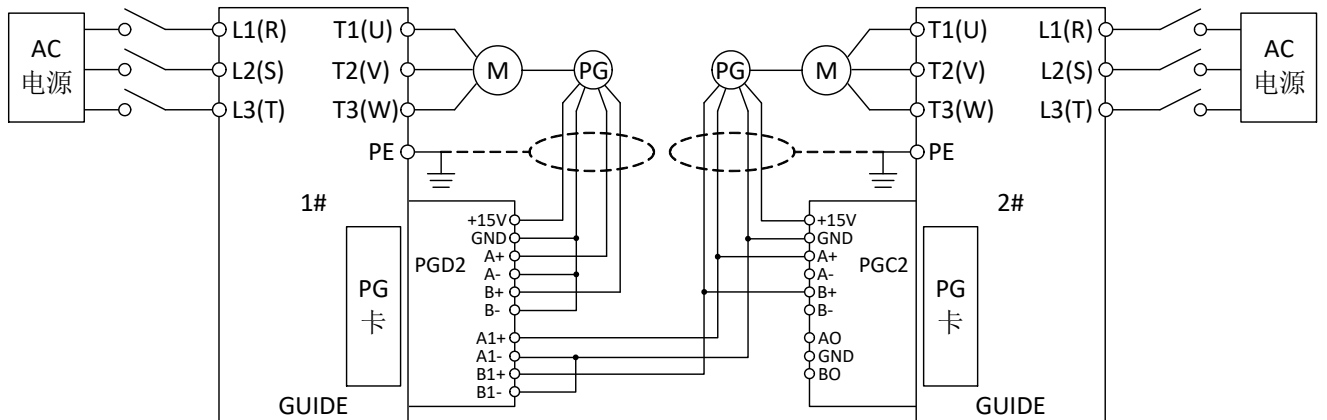 AC
电源
L1(R)
L2(S)
L3(T)
T1(U)
T2(V)
T3(W)
PE
M
PG
1#
PG
卡
GUIDE
PGD2
+15V
GND
A+
A-
B+
B-
A1+
A1-
B1+
B1-
PG
M
T1(U)
T2(V)
T3(W)
PE
L1(R)
L2(S)
L3(T)
AC
电源
2#
PGC2
+15V
GND
A+
A-
B+
B-
AO
GND
BO
PG
卡
GUIDE